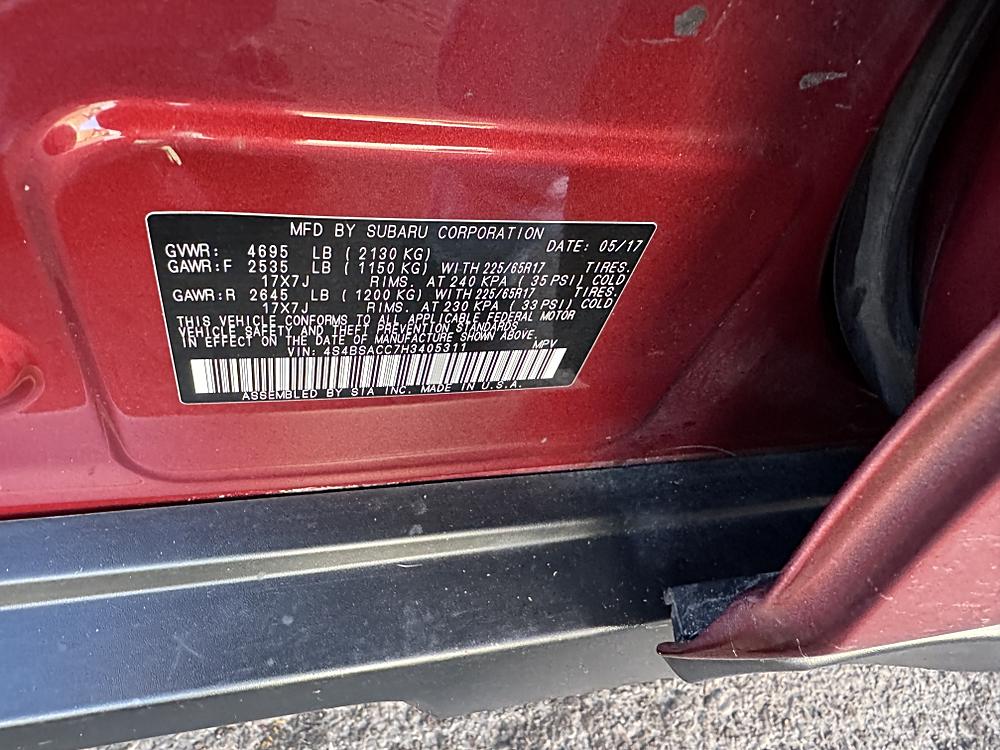 MFD BY SUBARU CORPORATION
GVWR: 4695 LB (2130 KG) DATE: 05/17
GAWR:F 2535 LB (1150 KG) WITH 225/65R17 TIRES.
17X7J RIMS. AT 240 KPA (35 PSI) COLD
GAWR:R 2645 LB (1200 KG) WITH 225/65R17 TIRES.
17X7J RIMS. AT 230 KPA (33 PSI) COLD
THIS VEHICLE CONFORMS TO ALL APPLICABLE FEDERAL MOTOR
VEHICLE SAFETY AND THEFT PREVENTION STANDARDS
IN EFFECT ON THE DATE OF MANUFACTURE SHOWN ABOVE.
VIN: 4S4BSACC7H3405311 MPV
ASSEMBLED BY SIA INC. MADE IN U.S.A.